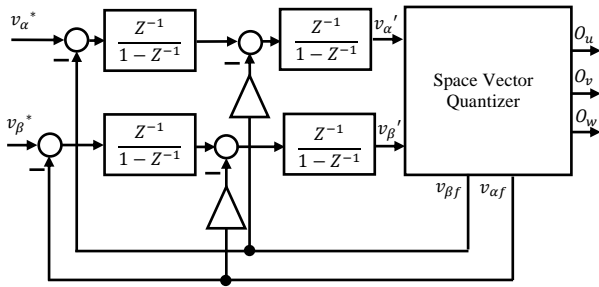 v_α*
Z⁻¹
1 − Z⁻¹
Z⁻¹
1 − Z⁻¹
v_α′
Space Vector
Quantizer
O_u
O_v
O_w
v_β*
Z⁻¹
1 − Z⁻¹
Z⁻¹
1 − Z⁻¹
v_β′
v_βf
v_αf